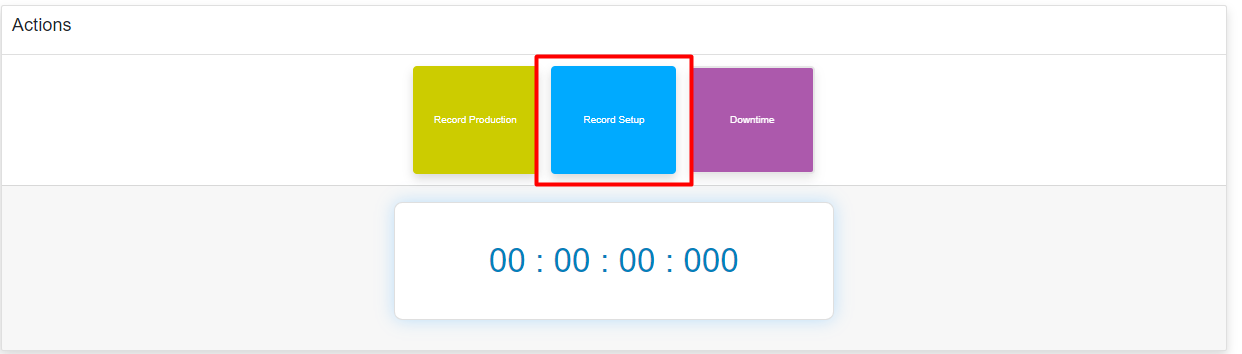 Actions
Record Production
Record Setup
Downtime
00 : 00 : 00 : 000